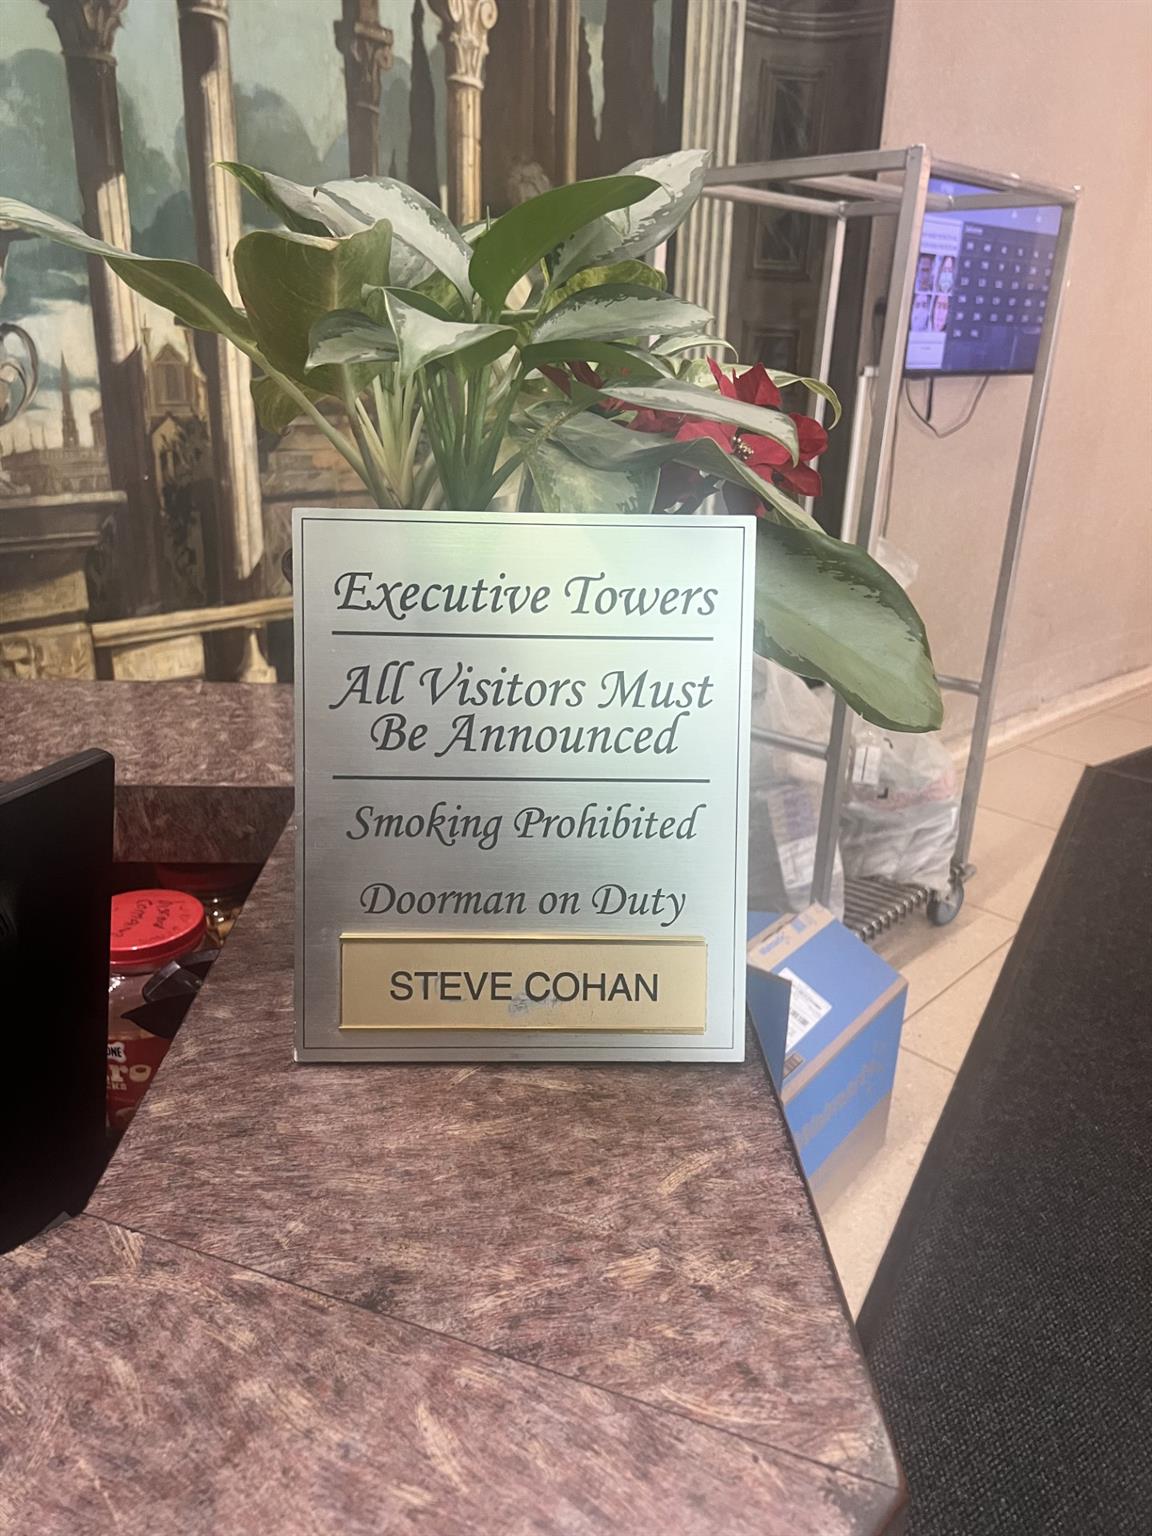 Executive Towers
All Visitors Must
Be Announced
Smoking Prohibited
Doorman on Duty
STEVE COHAN